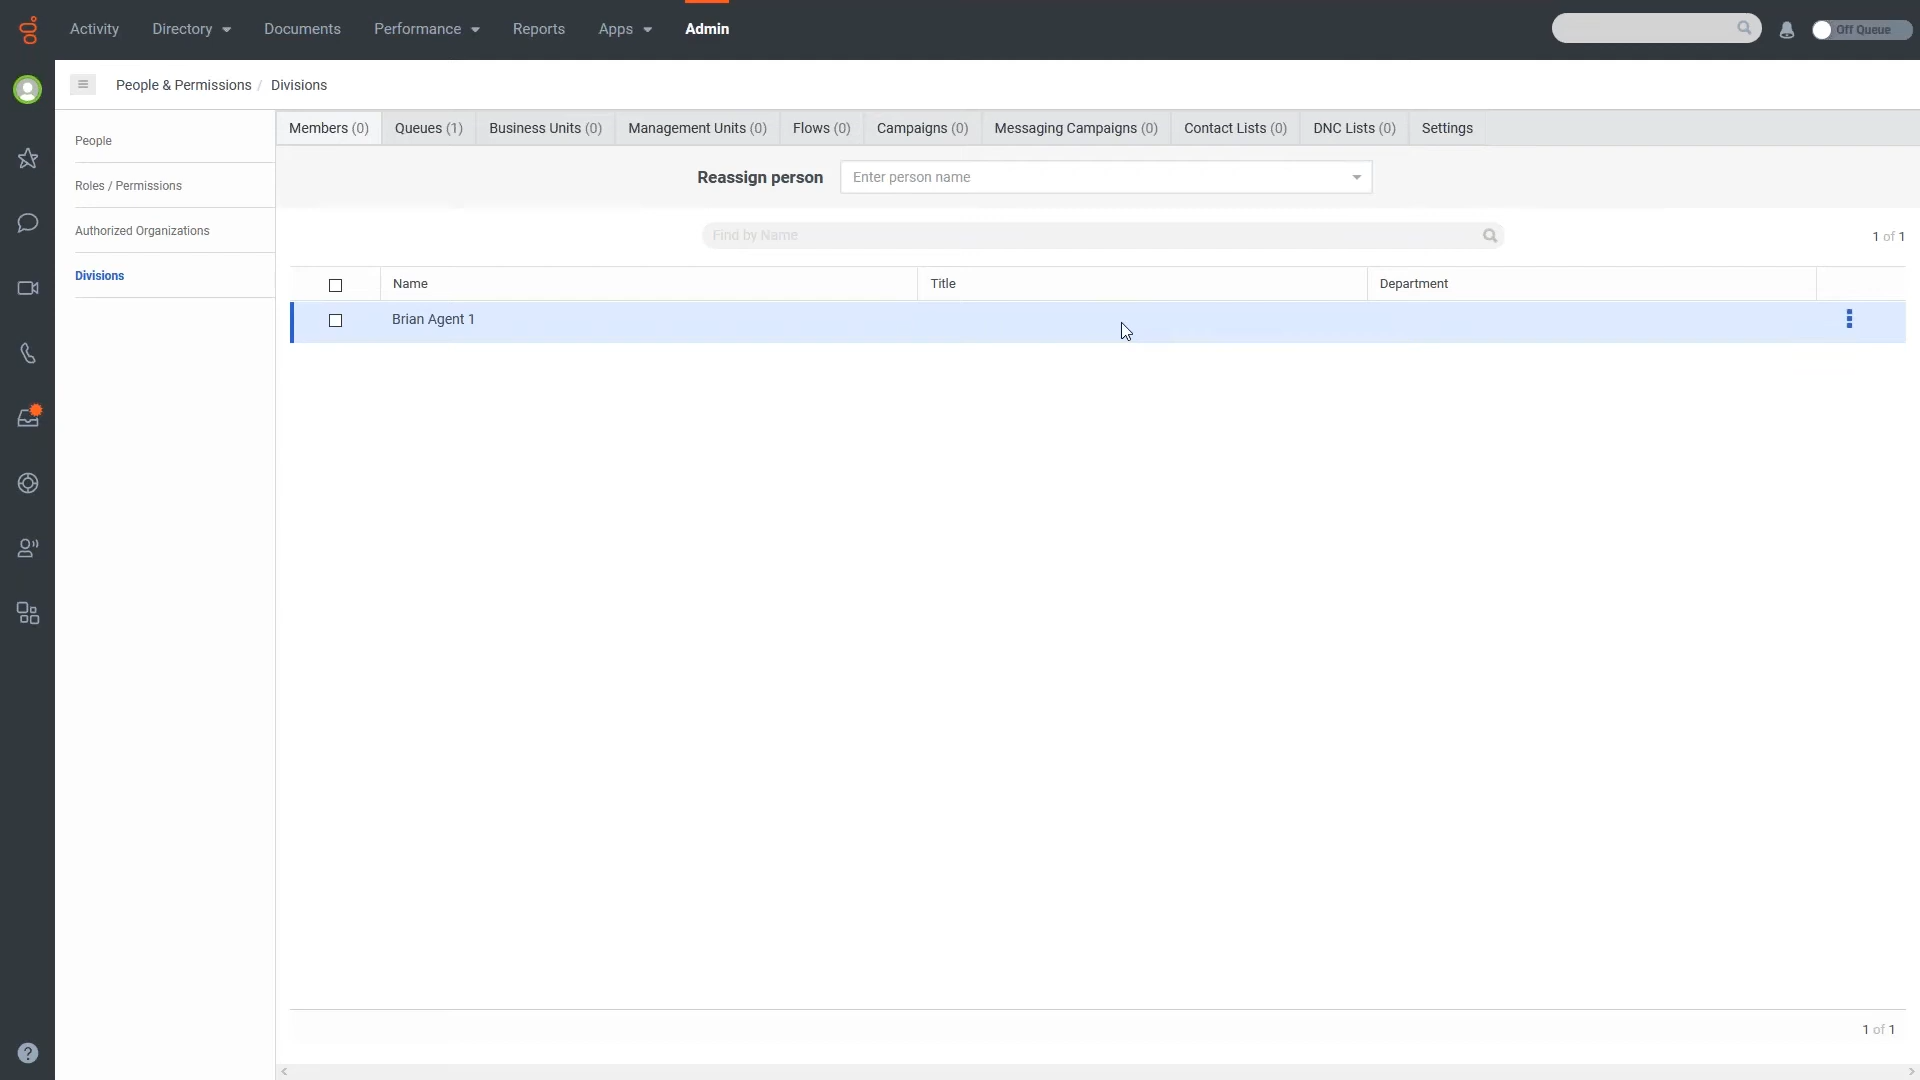 Activity Directory Documents Performance Reports Apps Admin Off Queue
People & Permissions / Divisions
People
Roles / Permissions
Authorized Organizations
Divisions
Members (0) Queues (1) Business Units (0) Management Units (0) Flows (0) Campaigns (0) Messaging Campaigns (0) Contact Lists (0) DNC Lists (0) Settings
Reassign person Enter person name
Find by Name 1 of 1
Name Title Department
Brian Agent 1
1 of 1